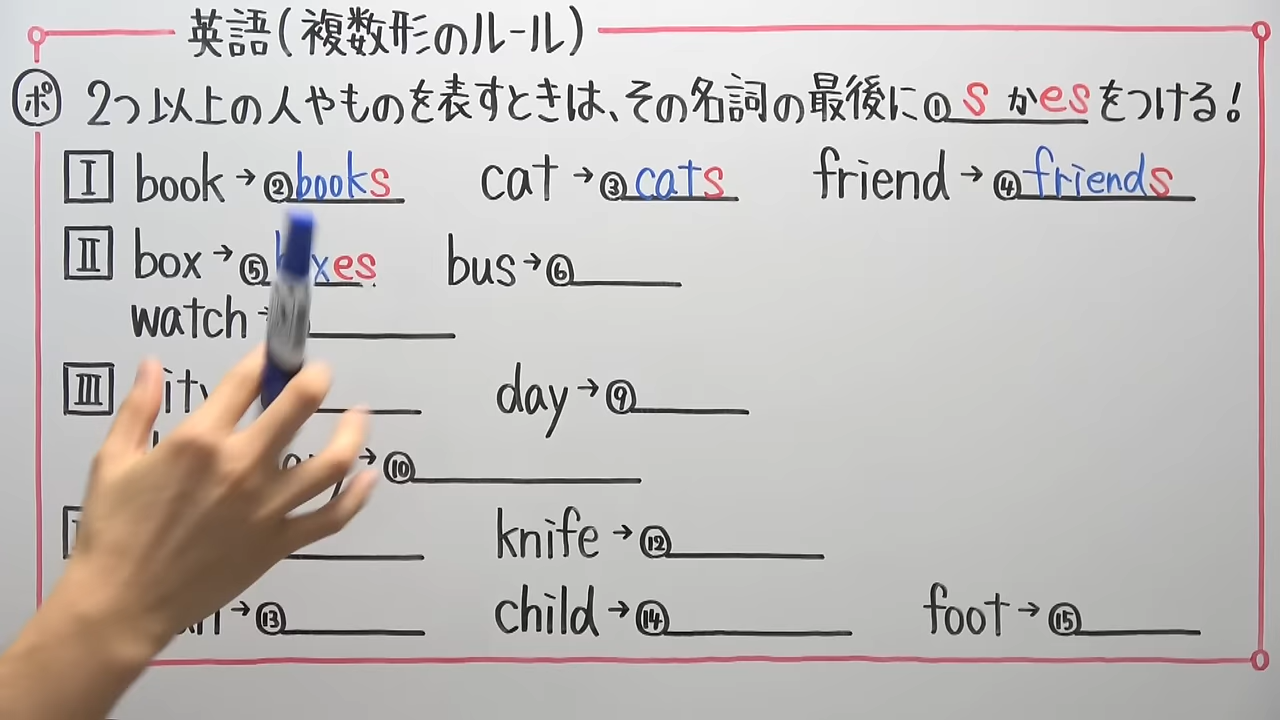 英語(複数形のルール)
ポ 2つ以上の人やものを表すときは、その名詞の最後に①s かesをつける!
Ⅰ book→②books cat→③cats friend→④friends
Ⅱ box→⑤ bus→⑥
watch
Ⅲ day→⑨
→⑩
knife→⑫
→⑬ child→⑭ foot→⑮